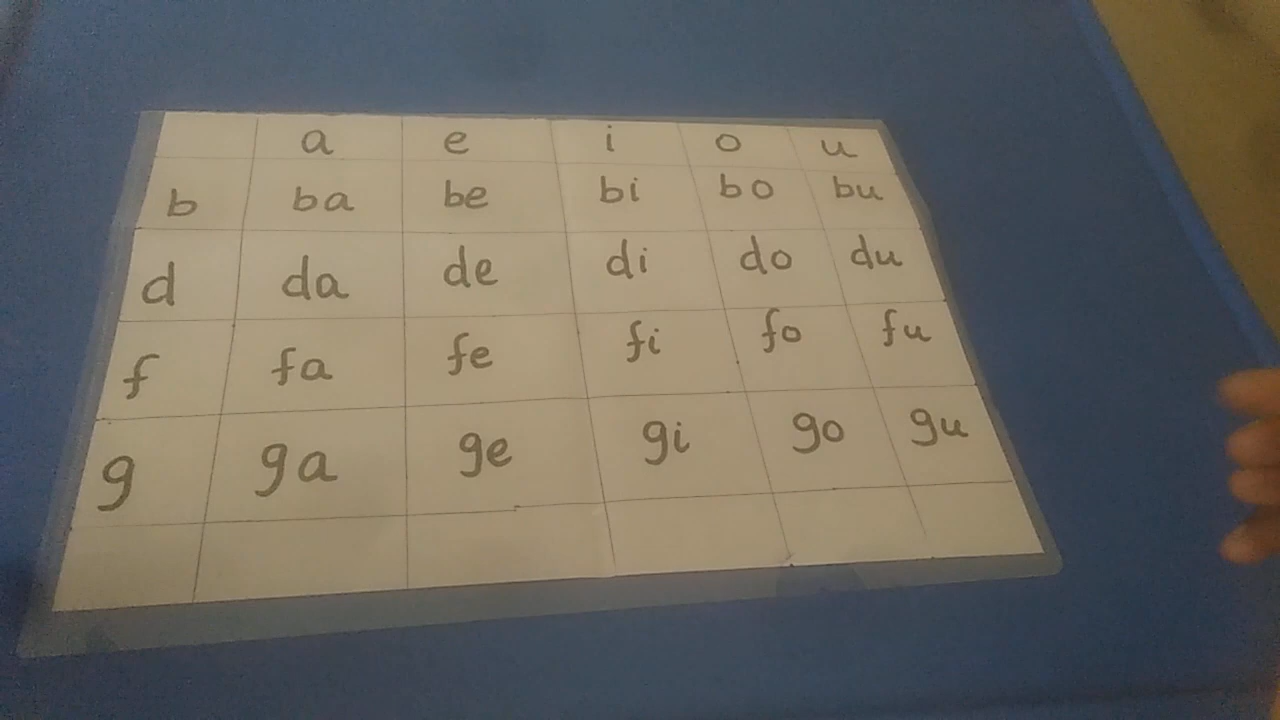 a e i o u
b ba be bi bo bu
d da de di do du
f fa fe fi fo fu
g ga ge gi go gu